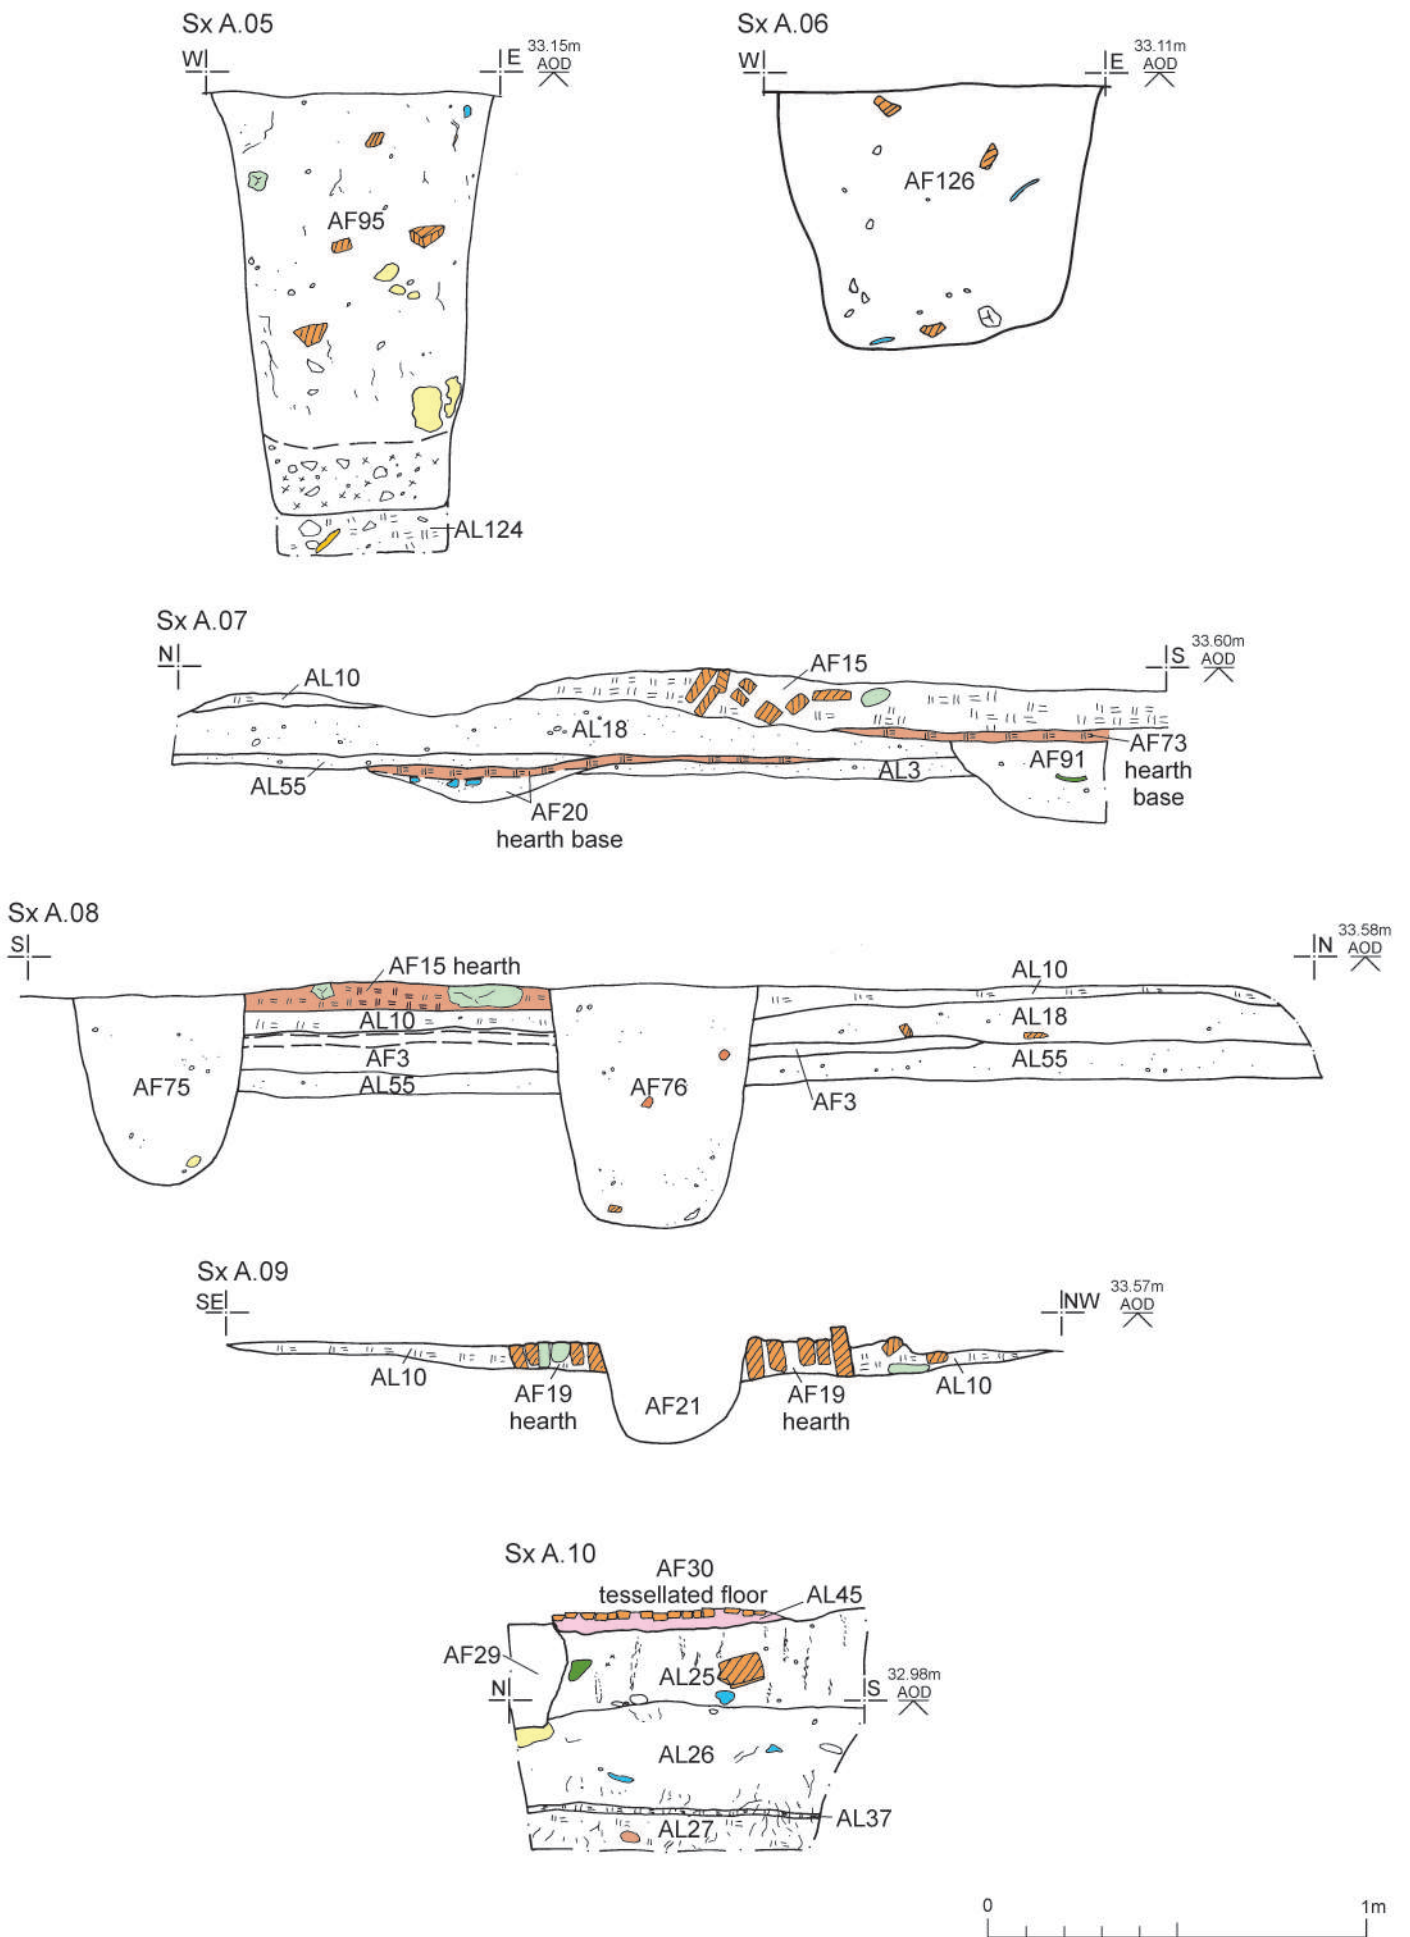 Sx A.05
W
E
33.15m
AOD
AF95
AL124
Sx A.06
W
E
33.11m
AOD
AF126
Sx A.07
N
S
33.60m
AOD
AL10
AF15
AL18
AF73
hearth
base
AL55
AL3
AF91
AF20
hearth base
Sx A.08
S
N
33.58m
AOD
AF15 hearth
AL10
AL10
AL18
AF3
AL55
AL55
AF75
AF76
AF3
Sx A.09
SE
NW
33.57m
AOD
AL10
AF19
hearth
AF21
AF19
hearth
AL10
Sx A.10
AF30
tessellated floor
AL45
AF29
AL25
N
S
32.98m
AOD
AL26
AL37
AL27
0
1m